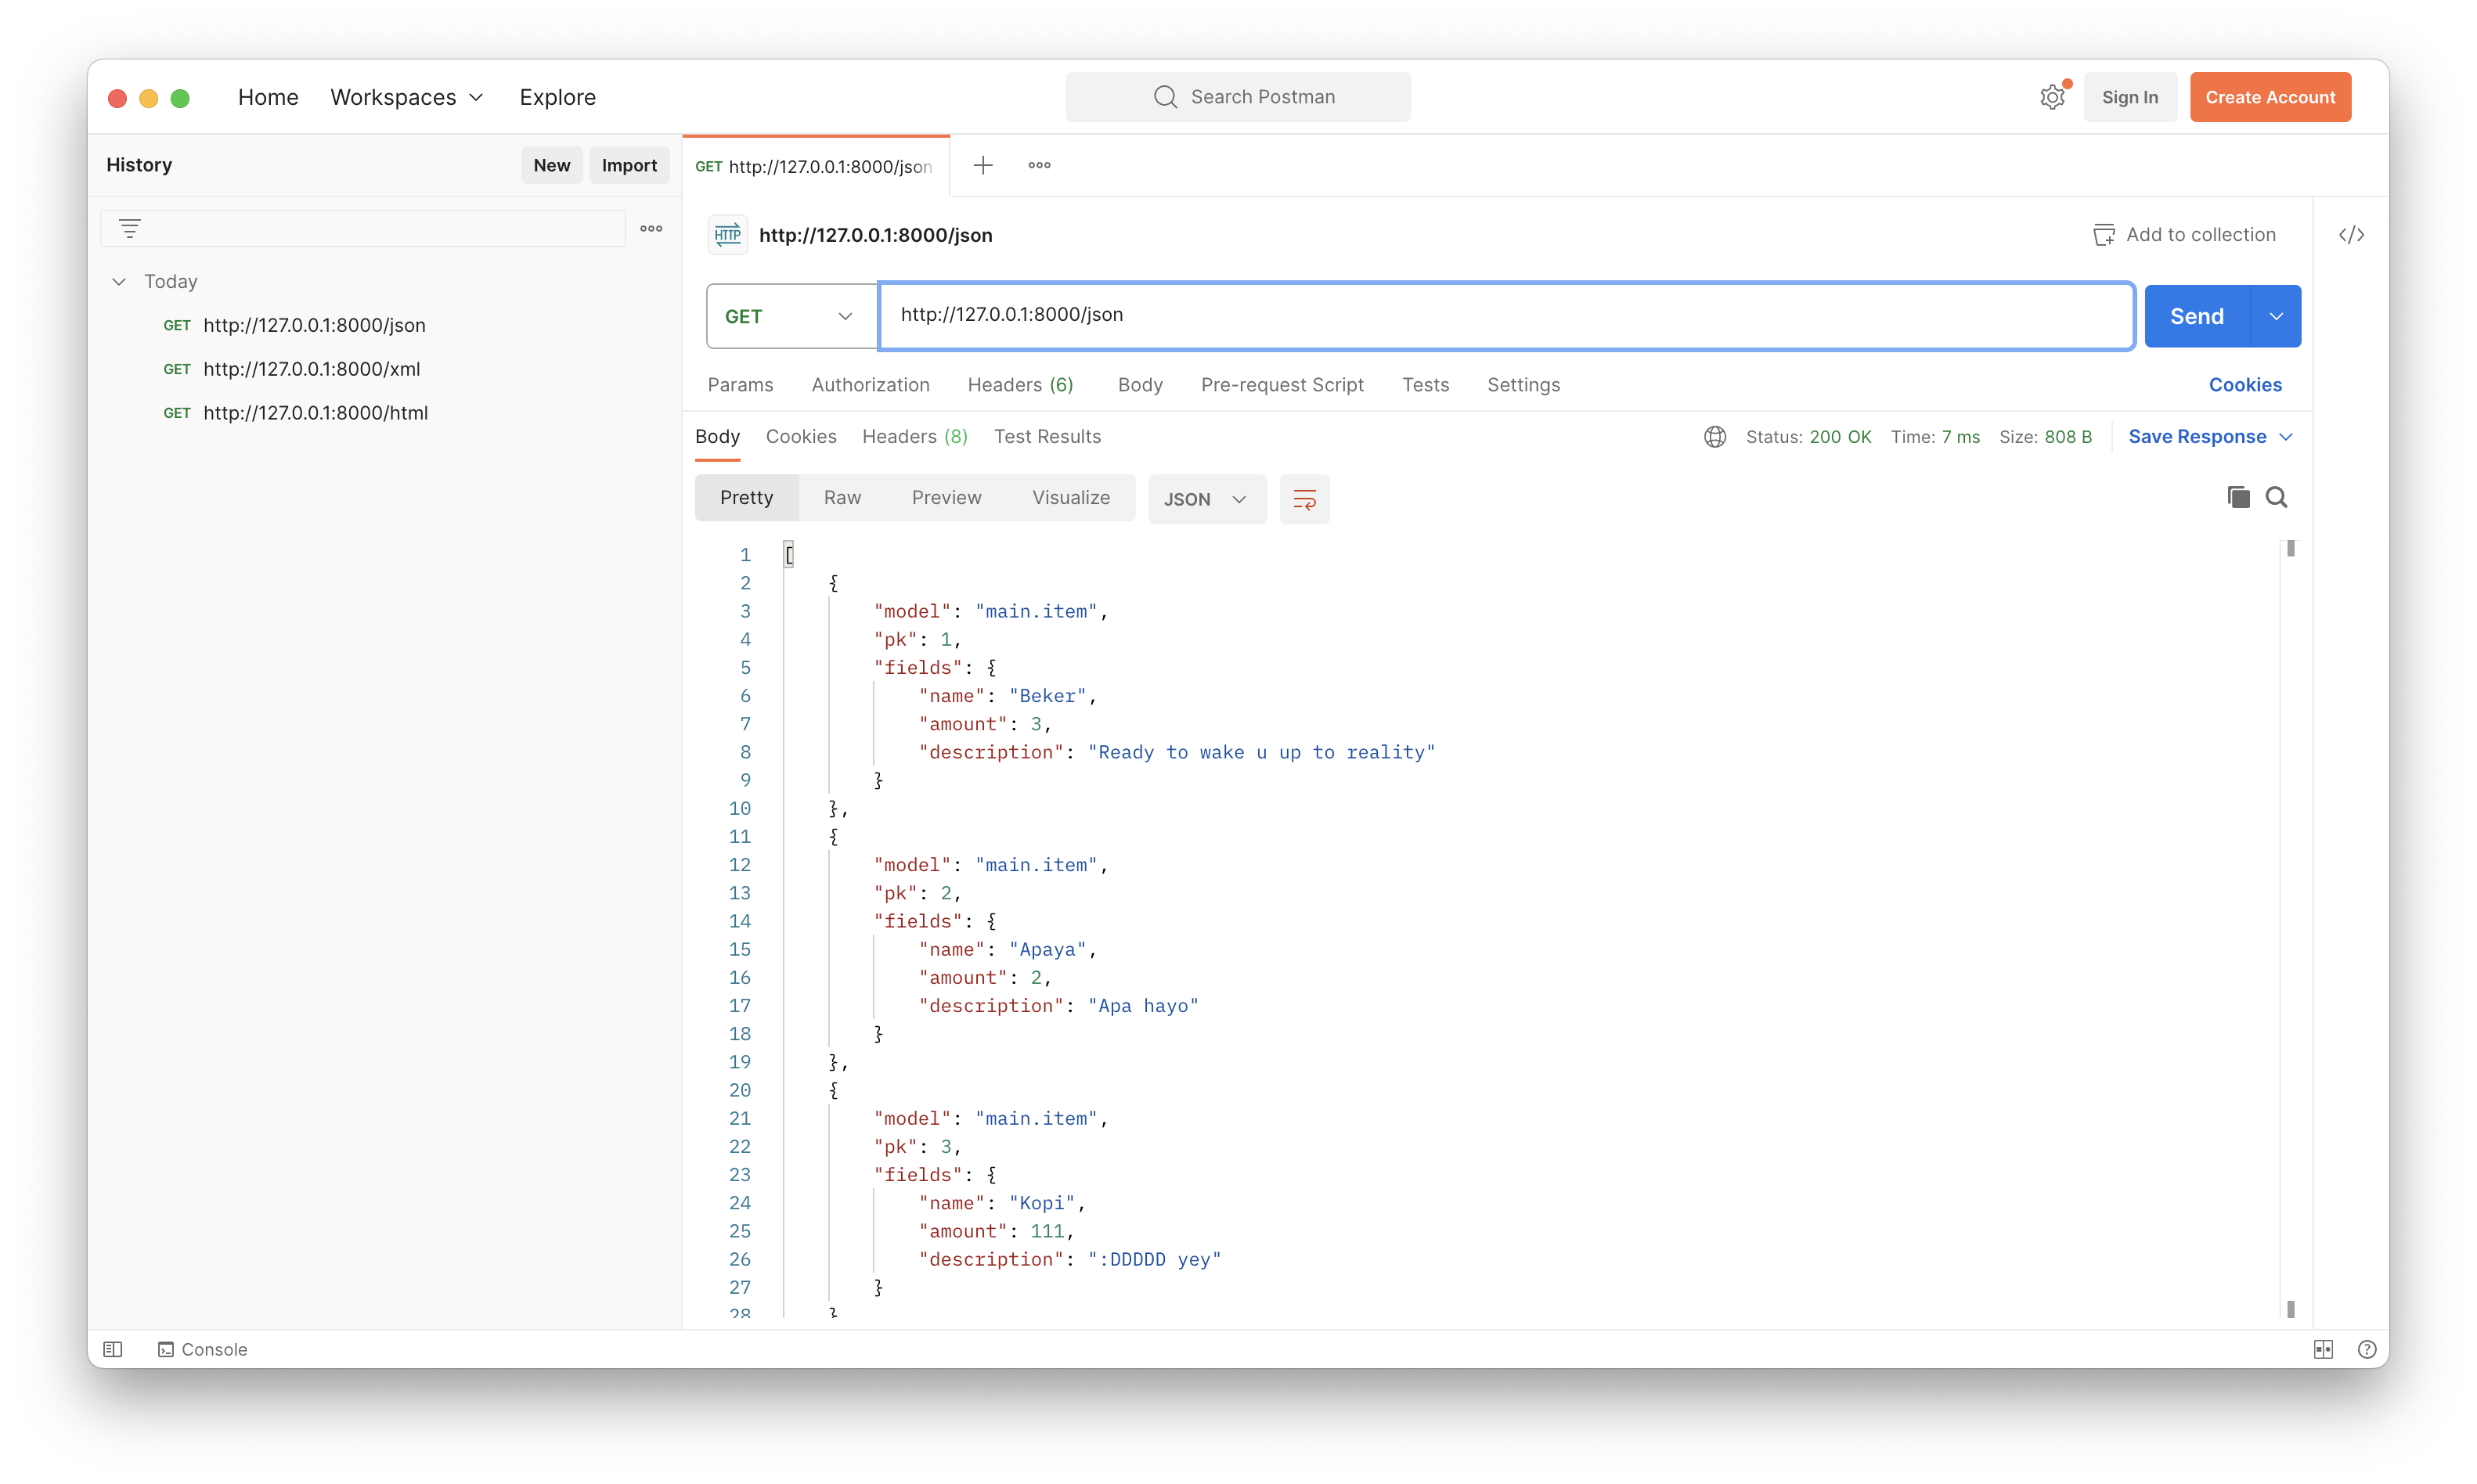 Home Workspaces Explore
Search Postman
Sign In Create Account
History New Import
GET http://127.0.0.1:8000/json
Today
GET http://127.0.0.1:8000/json
GET http://127.0.0.1:8000/xml
GET http://127.0.0.1:8000/html
HTTP http://127.0.0.1:8000/json
Add to collection
GET http://127.0.0.1:8000/json Send
Params Authorization Headers (6) Body Pre-request Script Tests Settings Cookies
Body Cookies Headers (8) Test Results Status: 200 OK Time: 7 ms Size: 808 B Save Response
Pretty Raw Preview Visualize JSON
1 [
2 {
3 "model": "main.item",
4 "pk": 1,
5 "fields": {
6 "name": "Beker",
7 "amount": 3,
8 "description": "Ready to wake u up to reality"
9 }
10 },
11 {
12 "model": "main.item",
13 "pk": 2,
14 "fields": {
15 "name": "Apaya",
16 "amount": 2,
17 "description": "Apa hayo"
18 }
19 },
20 {
21 "model": "main.item",
22 "pk": 3,
23 "fields": {
24 "name": "Kopi",
25 "amount": 111,
26 "description": ":DDDDD yey"
27 }
28 }
Console